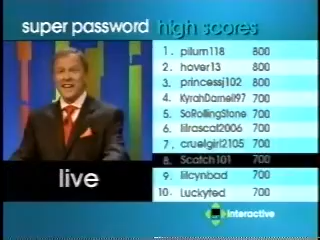 super password high scores
1. pilum118 800
2. hover13 800
3. princessj102 800
4. KyrahDarnell97 700
5. SoRollingStone 700
6. lilrascal2006 700
7. cruelgirl2105 700
8. Scatch101 700
9. lilcynbad 700
10. Luckyted 700
live
Interactive